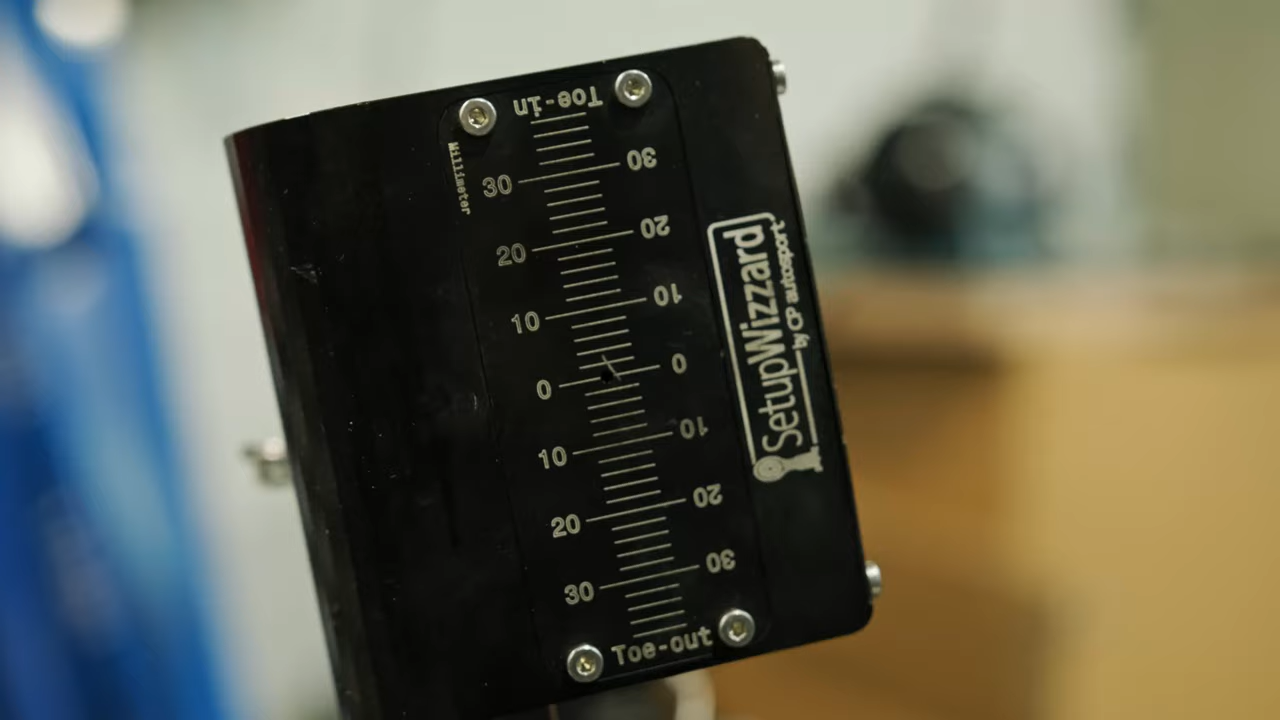 Toe-in
Millimeter
30 30
20 20
10 10
0 0
10 10
20 20
30 30
Toe-out
SetupWizzard
by CP autosport